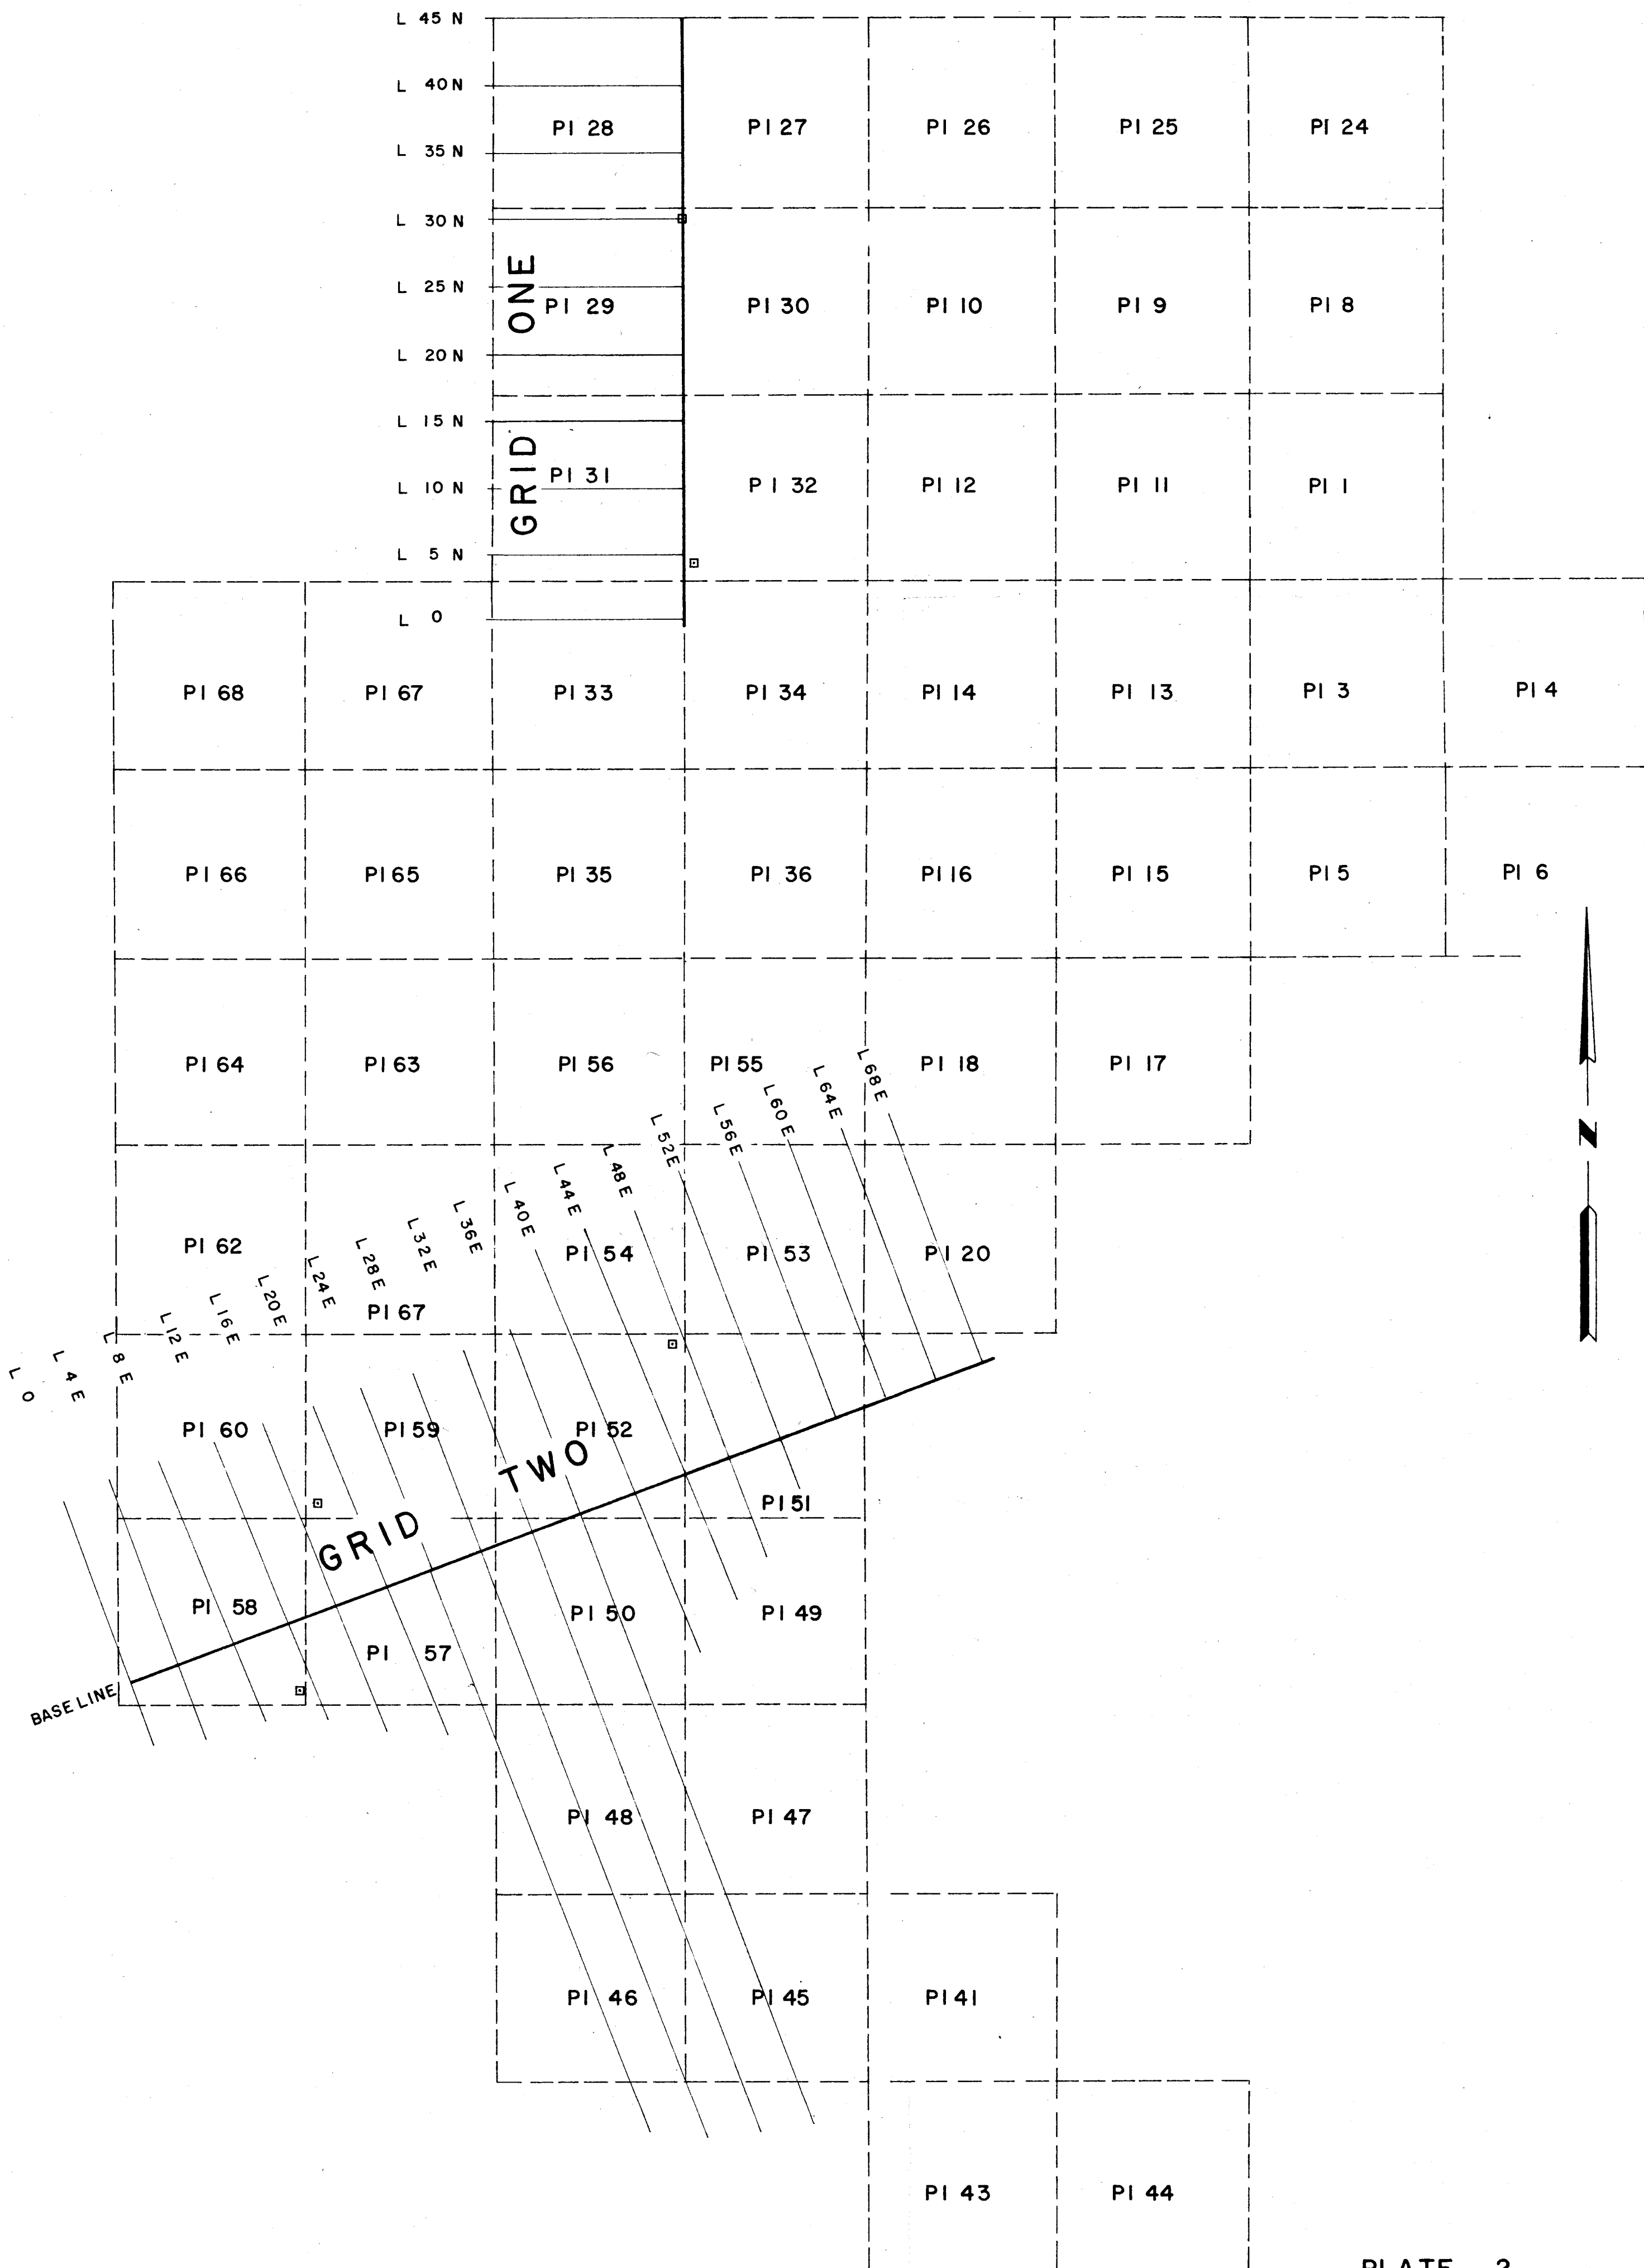 L 45 N
L 40 N
PI 28 PI 27 PI 26 PI 25 PI 24
L 35 N
L 30 N
L 25 N
GRID ONE
PI 29 PI 30 PI 10 PI 9 PI 8
L 20 N
L 15 N
PI 31 PI 32 PI 12 PI 11 PI 1
L 10 N
L 5 N
L 0
PI 68 PI 67 PI 33 PI 34 PI 14 PI 13 PI 3 PI 4
PI 66 PI 65 PI 35 PI 36 PI 16 PI 15 PI 5 PI 6
PI 64 PI 63 PI 56 PI 55 PI 18 PI 17
N
L 0
L 4 E
L 8 E
L 12 E
L 16 E
L 20 E
L 24 E
L 28 E
L 32 E
L 36 E
L 40 E
L 44 E
L 48 E
L 52 E
L 56 E
L 60 E
L 64 E
L 68 E
PI 62 PI 54 PI 53 PI 20
PI 67
PI 60 PI 59 PI 52
GRID TWO
PI 51
PI 58 PI 50 PI 49
PI 57
BASE LINE
PI 48 PI 47
PI 46 PI 45 PI 41
PI 43 PI 44
PLATE 2